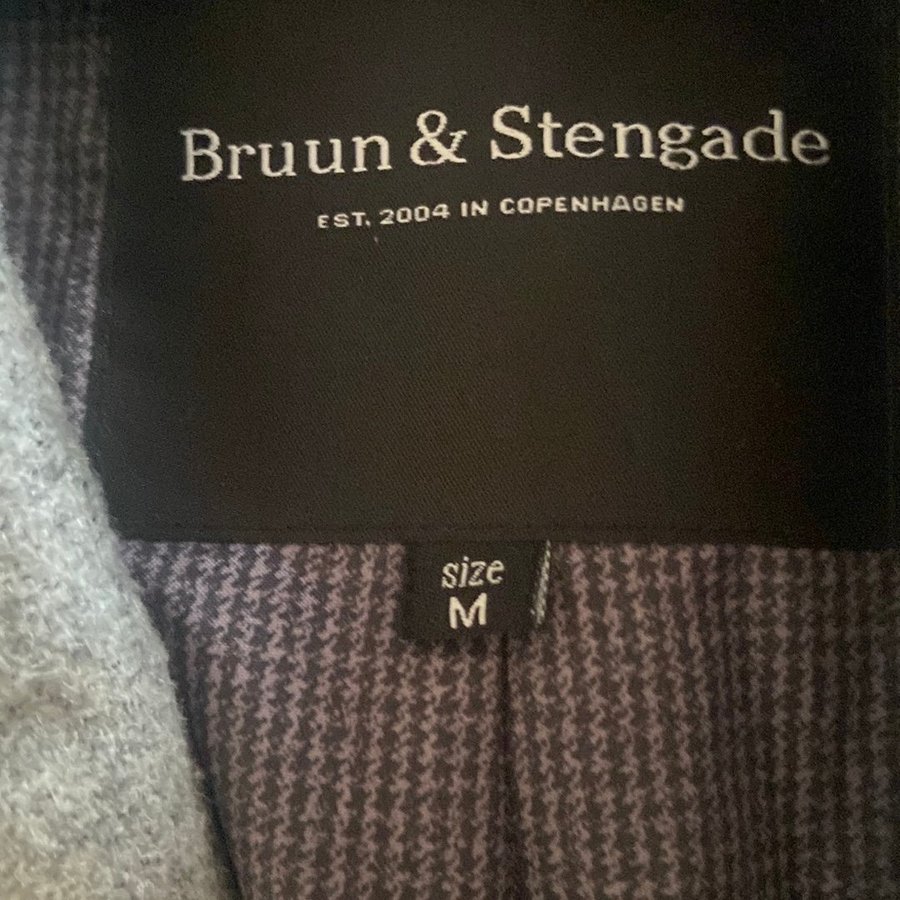 Bruun & Stengade
EST. 2004 IN COPENHAGEN
size
M